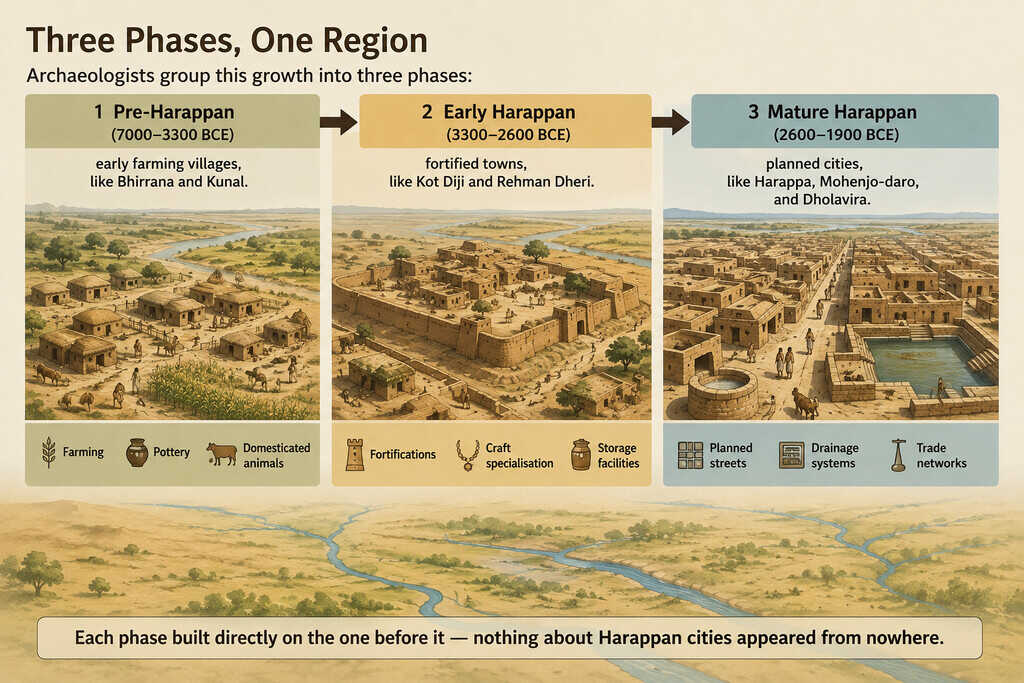 Three Phases, One Region
Archaeologists group this growth into three phases:
1 Pre-Harappan
(7000–3300 BCE)
early farming villages,
like Bhirrana and Kunal.
Farming
Pottery
Domesticated
animals
2 Early Harappan
(3300–2600 BCE)
fortified towns,
like Kot Diji and Rehman Dheri.
Fortifications
Craft
specialisation
Storage
facilities
3 Mature Harappan
(2600–1900 BCE)
planned cities,
like Harappa, Mohenjo-daro,
and Dholavira.
Planned
streets
Drainage
systems
Trade
networks
Each phase built directly on the one before it — nothing about Harappan cities appeared from nowhere.